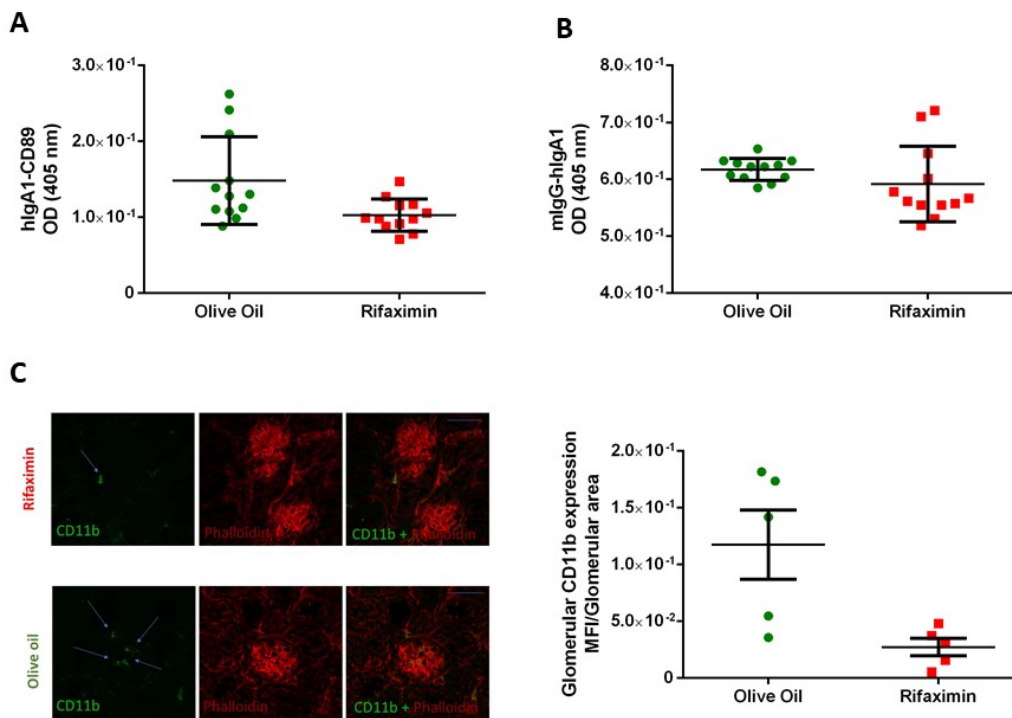 A
hIgA1-CD89
OD (405 nm)
3.0×10⁻¹
2.0×10⁻¹
1.0×10⁻¹
0
Olive Oil
Rifaximin
B
mIgG-hIgA1
OD (405 nm)
8.0×10⁻¹
7.0×10⁻¹
6.0×10⁻¹
5.0×10⁻¹
4.0×10⁻¹
Olive Oil
Rifaximin
C
Rifaximin
CD11b
Phalloidin
CD11b + Phalloidin
Olive oil
CD11b
Phalloidin
CD11b + Phalloidin
Glomerular CD11b expression
MFI/Glomerular area
2.0×10⁻¹
1.5×10⁻¹
1.0×10⁻¹
5.0×10⁻²
0.0
Olive Oil
Rifaximin